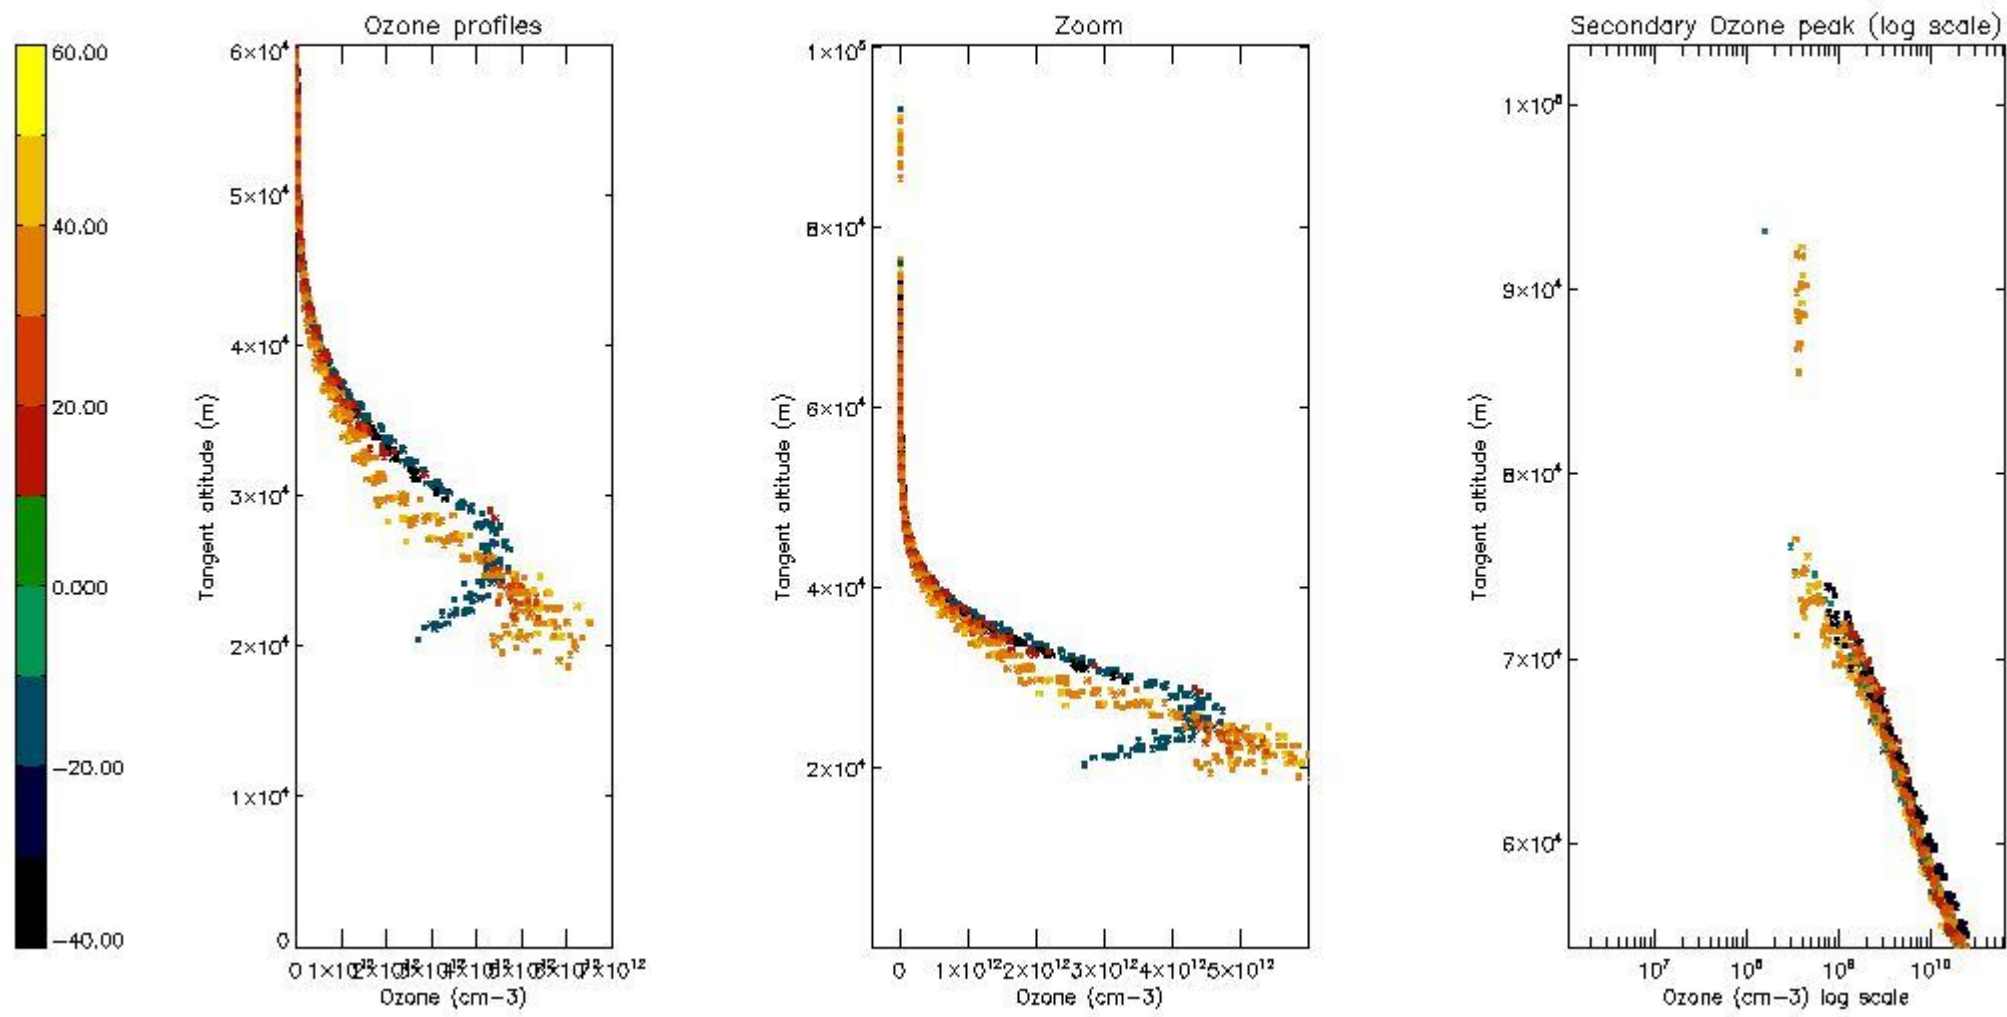 Ozone profiles
Zoom
Secondary Ozone peak (log scale)
60.00
40.00
20.00
0.000
−20.00
−40.00
6×10⁴
5×10⁴
4×10⁴
3×10⁴
2×10⁴
1×10⁴
0
Tangent altitude (m)
Ozone (cm−3)
1×10⁵
8×10⁴
6×10⁴
4×10⁴
2×10⁴
Tangent altitude (m)
0 1×10¹² 2×10¹² 3×10¹² 4×10¹² 5×10¹²
Ozone (cm−3)
9×10⁴
8×10⁴
7×10⁴
6×10⁴
Tangent altitude (m)
10⁷ 10⁸ 10⁹ 10¹⁰
Ozone (cm−3) log scale